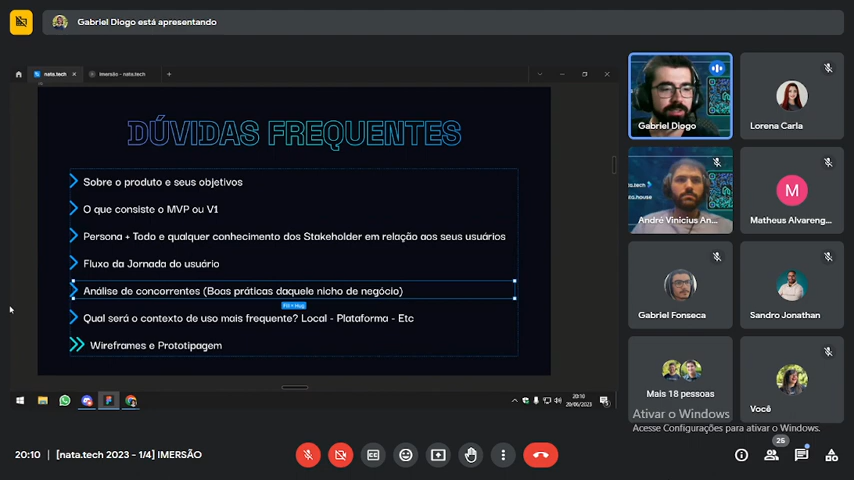 Gabriel Diogo está apresentando
nata.tech
imersão - nata.tech
DÚVIDAS FREQUENTES
Sobre o produto e seus objetivos
O que consiste o MVP ou V1
Persona + Todo e qualquer conhecimento dos Stakeholder em relação aos seus usuários
Fluxo da Jornada do usuário
Análise de concorrentes (Boas práticas daquele nicho de negócio)
Qual será o contexto de uso mais frequente? Local - Plataforma - Etc
Wireframes e Prototipagem
20:10
20/06/2023
Gabriel Diogo
Lorena Carla
André Vinicius An...
M
Matheus Alvareng...
Gabriel Fonseca
Sandro Jonathan
Mais 18 pessoas
Você
Ativar o Windows
Acesse Configurações para ativar o Windows.
20:10
[nata.tech 2023 - 1/4] IMERSÃO